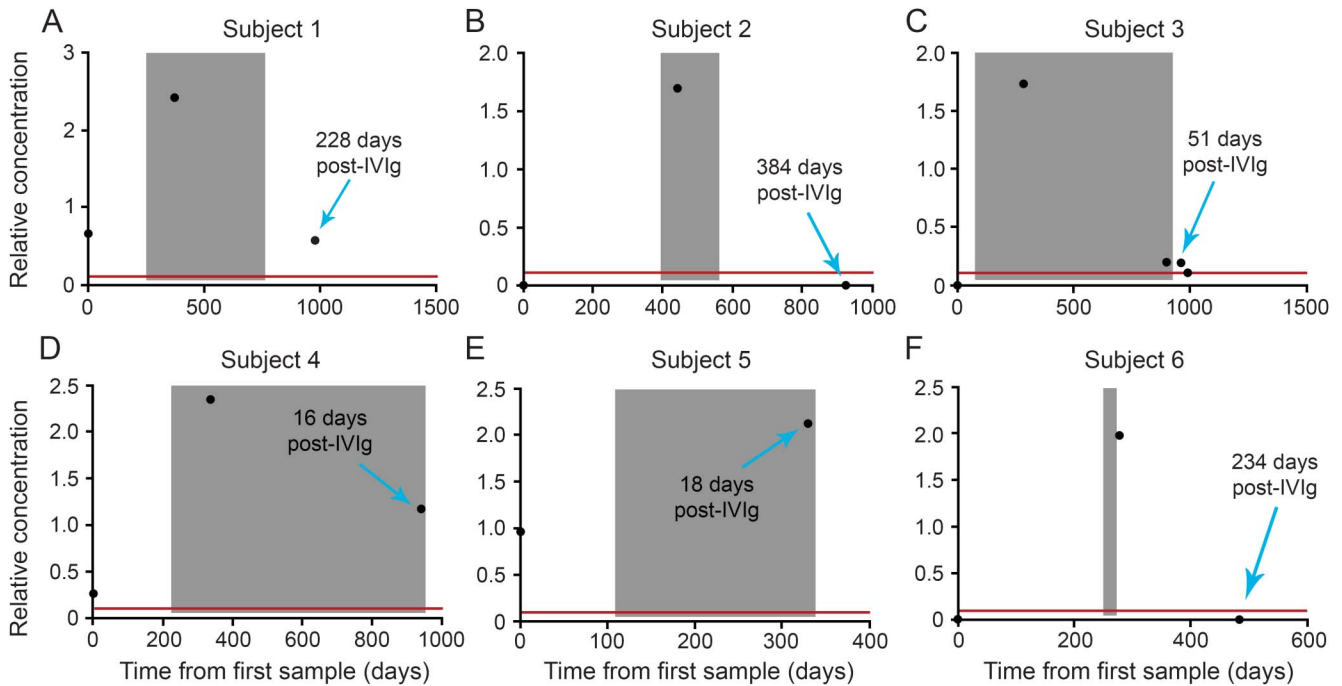 A
Subject 1
Relative concentration
3
2
1
0
0
500
1000
1500
228 days
post-IVIg
B
Subject 2
2.0
1.5
1.0
0.5
0.0
0
200
400
600
800
1000
384 days
post-IVIg
C
Subject 3
2.0
1.5
1.0
0.5
0.0
0
500
1000
1500
51 days
post-IVIg
D
Subject 4
Relative concentration
2.5
2.0
1.5
1.0
0.5
0
0
200
400
600
800
1000
16 days
post-IVIg
Time from first sample (days)
E
Subject 5
2.5
2.0
1.5
1.0
0.5
0
0
100
200
300
400
18 days
post-IVIg
Time from first sample (days)
F
Subject 6
2.5
2.0
1.5
1.0
0.5
0
0
200
400
600
234 days
post-IVIg
Time from first sample (days)